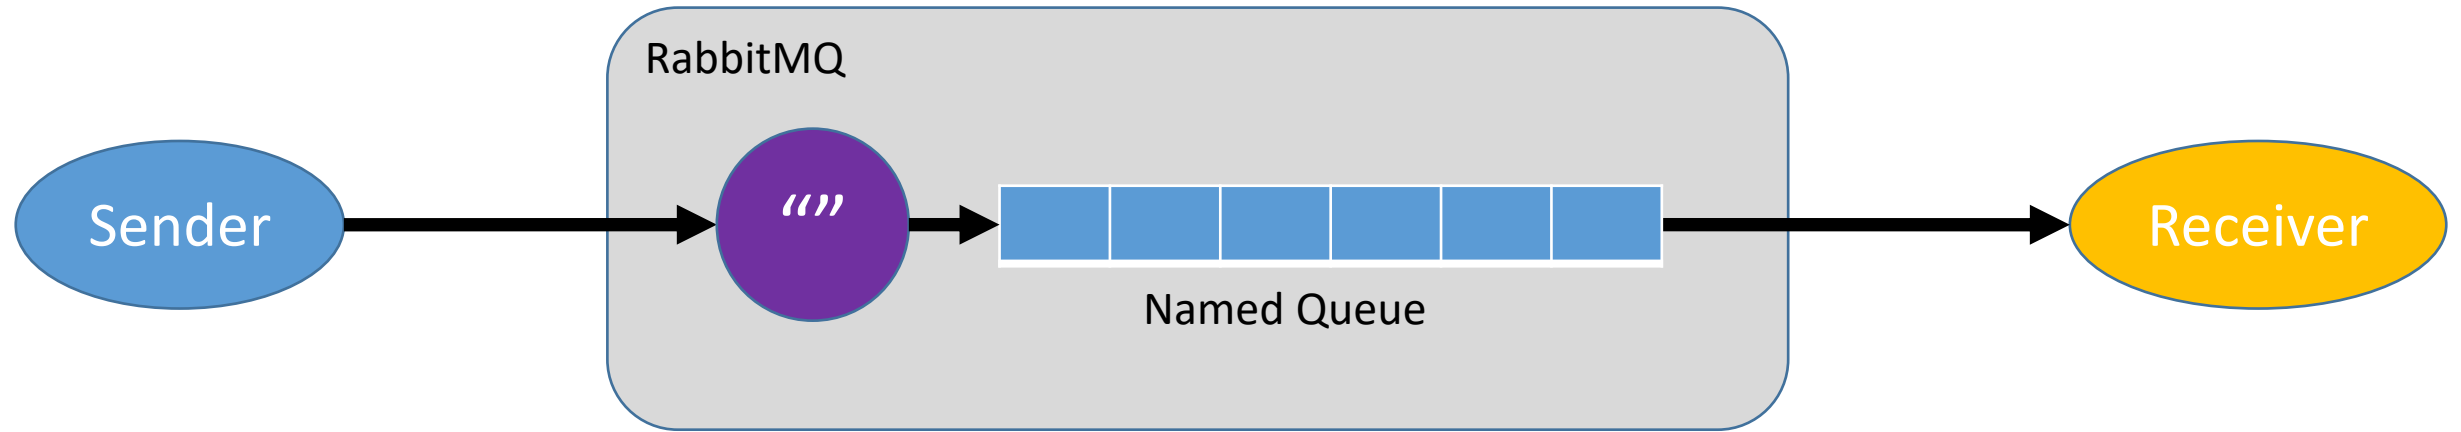 RabbitMQ
Sender
“”
Receiver
Named Queue